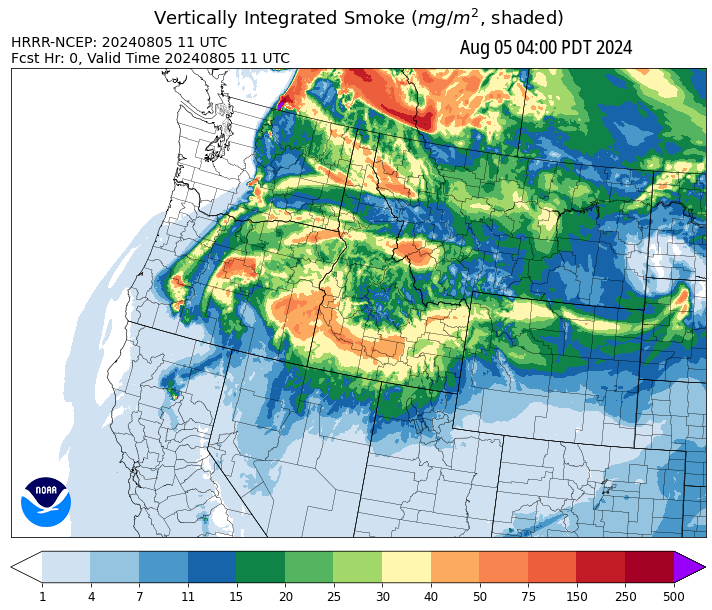 Vertically Integrated Smoke (mg/m², shaded)
HRRR-NCEP: 20240805 11 UTC
Fcst Hr: 0, Valid Time 20240805 11 UTC
Aug 05 04:00 PDT 2024
NOAA
1 4 7 11 15 20 25 30 40 50 75 150 250 500